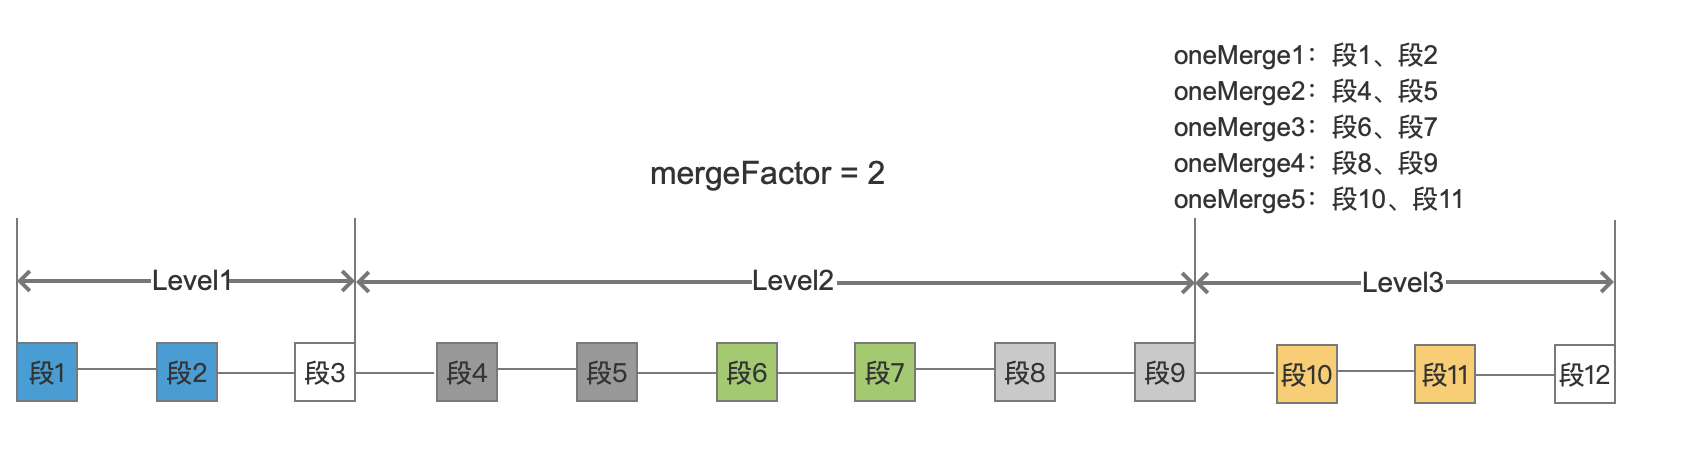 oneMerge1：段1、段2
oneMerge2：段4、段5
oneMerge3：段6、段7
oneMerge4：段8、段9
oneMerge5：段10、段11
mergeFactor = 2
Level1
Level2
Level3
段1
段2
段3
段4
段5
段6
段7
段8
段9
段10
段11
段12